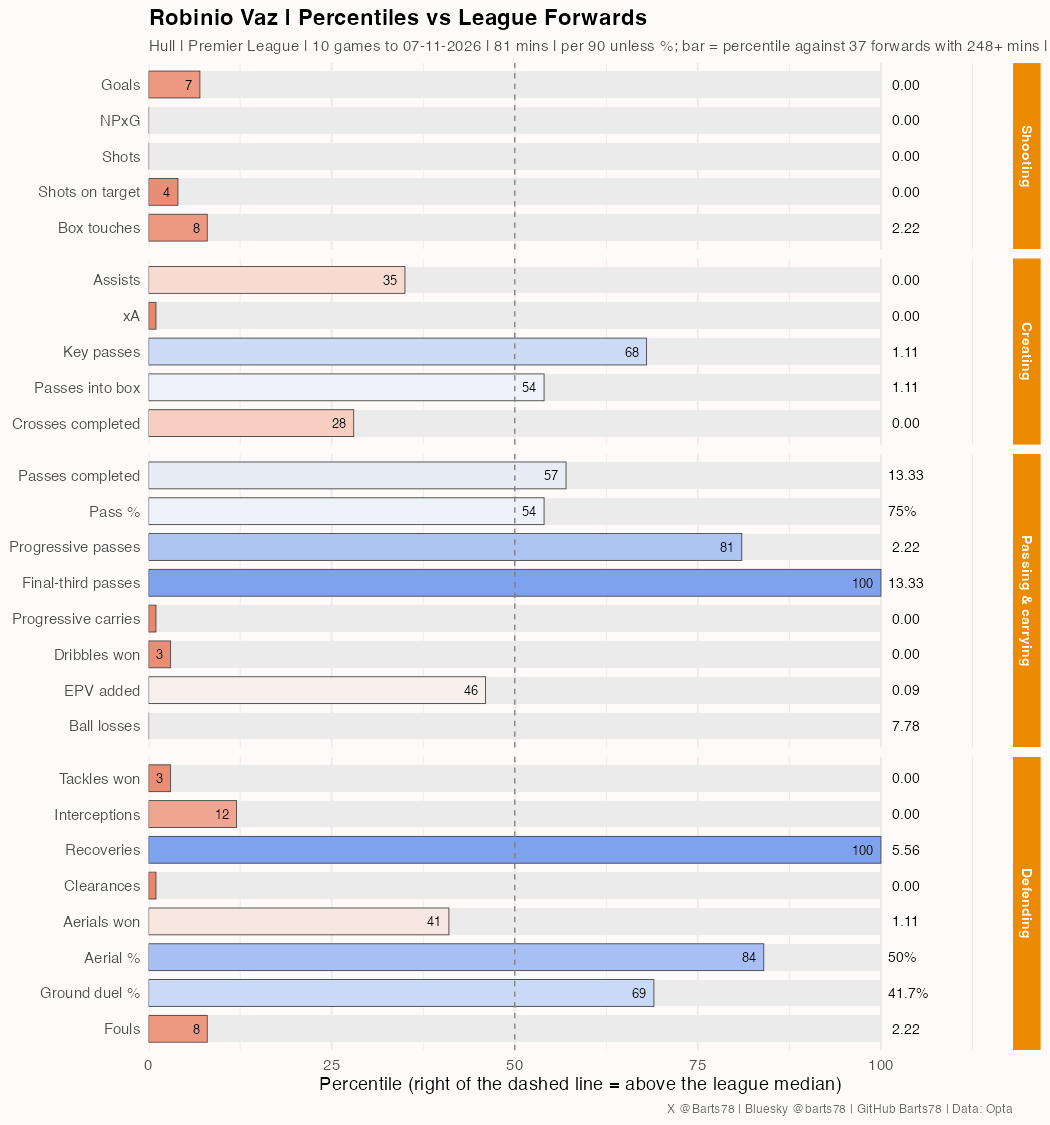 Robinio Vaz | Percentiles vs League Forwards
Hull | Premier League | 10 games to 07-11-2026 | 81 mins | per 90 unless %; bar = percentile against 37 forwards with 248+ mins |
Goals 7 0.00
NPxG 0.00
Shots 0.00
Shots on target 4 0.00
Box touches 8 2.22
Shooting
Assists 35 0.00
xA 0.00
Key passes 68 1.11
Passes into box 54 1.11
Crosses completed 28 0.00
Creating
Passes completed 57 13.33
Pass % 54 75%
Progressive passes 81 2.22
Final-third passes 100 13.33
Progressive carries 0.00
Dribbles won 3 0.00
EPV added 46 0.09
Ball losses 7.78
Passing & carrying
Tackles won 3 0.00
Interceptions 12 0.00
Recoveries 100 5.56
Clearances 0.00
Aerials won 41 1.11
Aerial % 84 50%
Ground duel % 69 41.7%
Fouls 8 2.22
Defending
0 25 50 75 100
Percentile (right of the dashed line = above the league median)
X @Barts78 | Bluesky @barts78 | GitHub Barts78 | Data: Opta